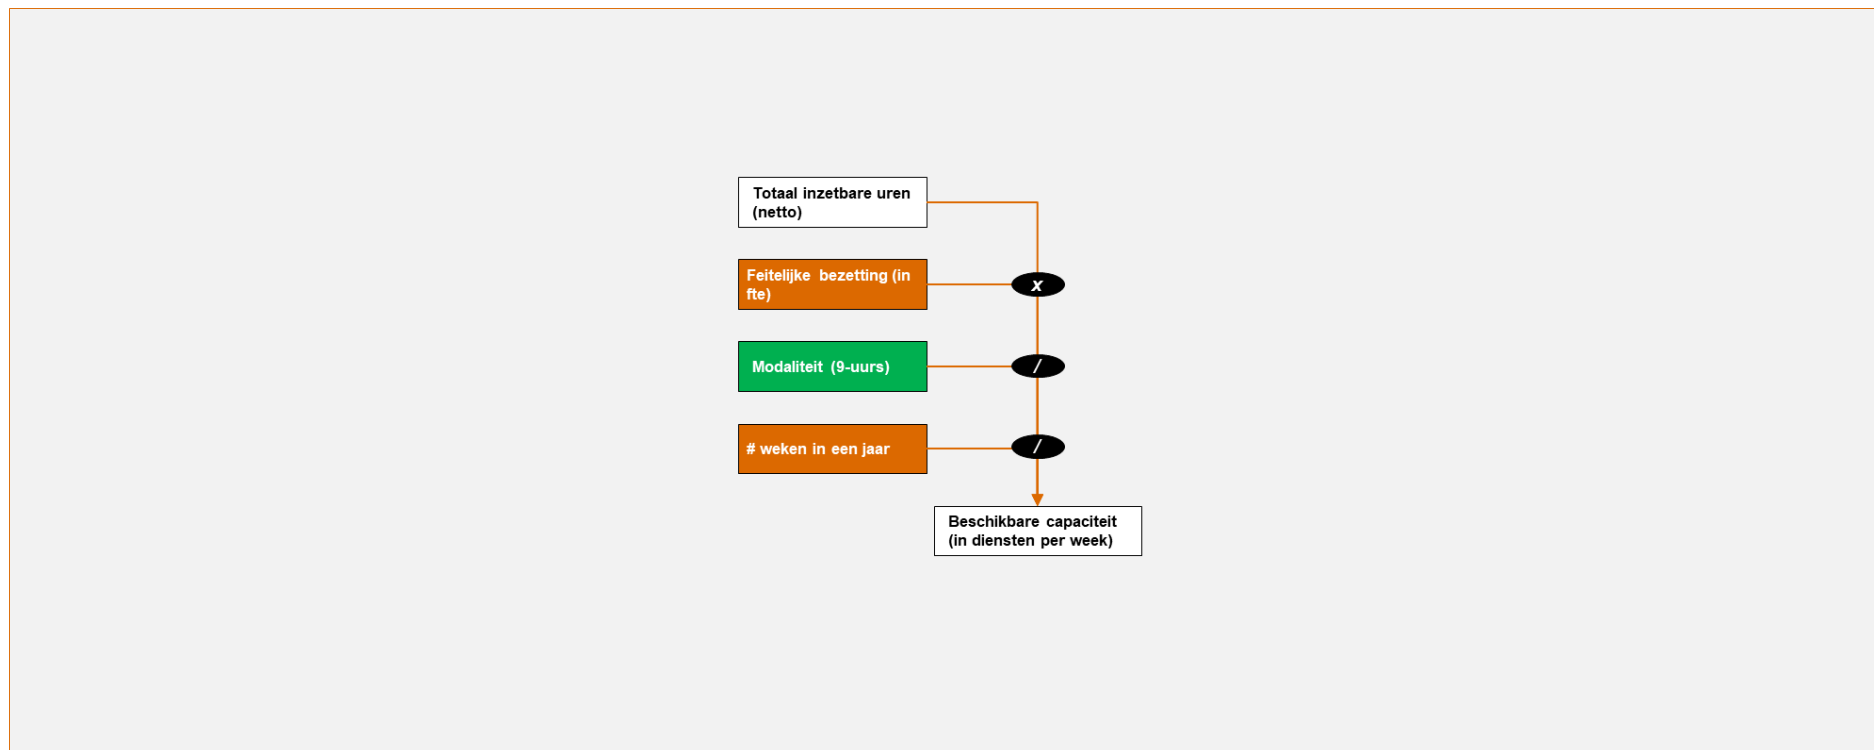 Totaal inzetbare uren
(netto)
Feitelijke bezetting (in
fte)
x
Modaliteit (9-uurs)
/
# weken in een jaar
/
Beschikbare capaciteit
(in diensten per week)